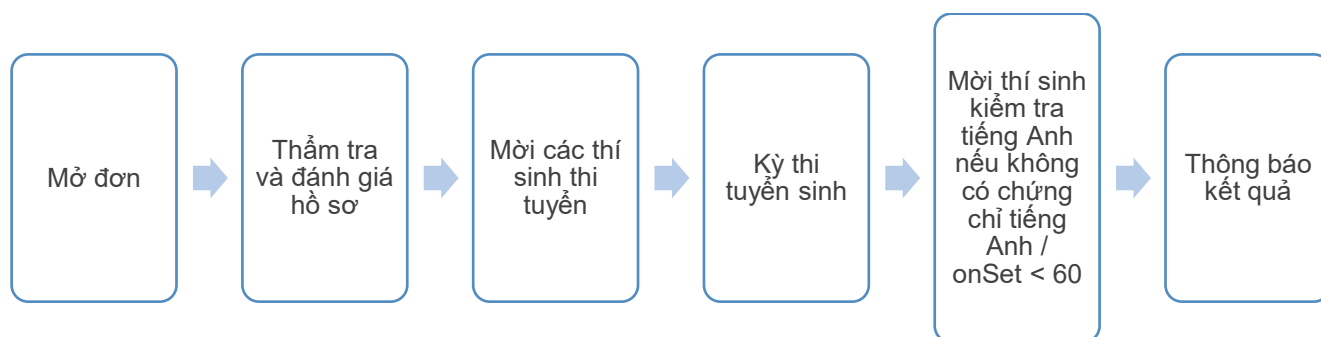 Mở đơn
Thẩm tra
và đánh giá
hồ sơ
Mời các thí
sinh thi
tuyển
Kỳ thi
tuyển sinh
Mời thí sinh
kiểm tra
tiếng Anh
nếu không
có chứng
chỉ tiếng
Anh /
onSet < 60
Thông báo
kết quả